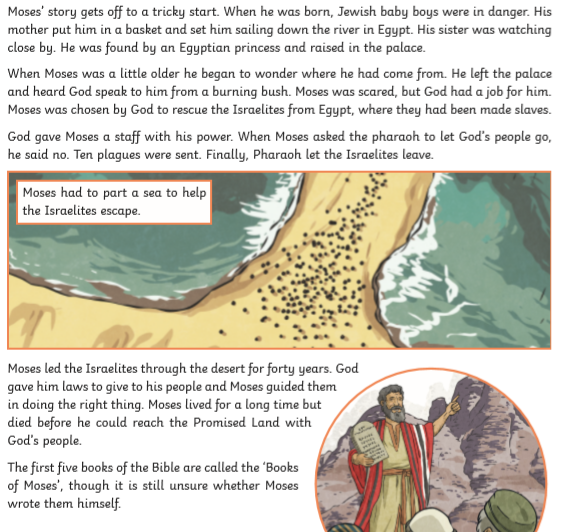 Moses' story gets off to a tricky start. When he was born, Jewish baby boys were in danger. His
mother put him in a basket and set him sailing down the river in Egypt. His sister was watching
close by. He was found by an Egyptian princess and raised in the palace.
When Moses was a little older he began to wonder where he had come from. He left the palace
and heard God speak to him from a burning bush. Moses was scared, but God had a job for him.
Moses was chosen by God to rescue the Israelites from Egypt, where they had been made slaves.
God gave Moses a staff with his power. When Moses asked the pharaoh to let God's people go,
he said no. Ten plagues were sent. Finally, Pharaoh let the Israelites leave.
Moses had to part a sea to help
the Israelites escape.
Moses led the Israelites through the desert for forty years. God
gave him laws to give to his people and Moses guided them
in doing the right thing. Moses lived for a long time but
died before he could reach the Promised Land with
God's people.
The first five books of the Bible are called the 'Books
of Moses', though it is still unsure whether Moses
wrote them himself.